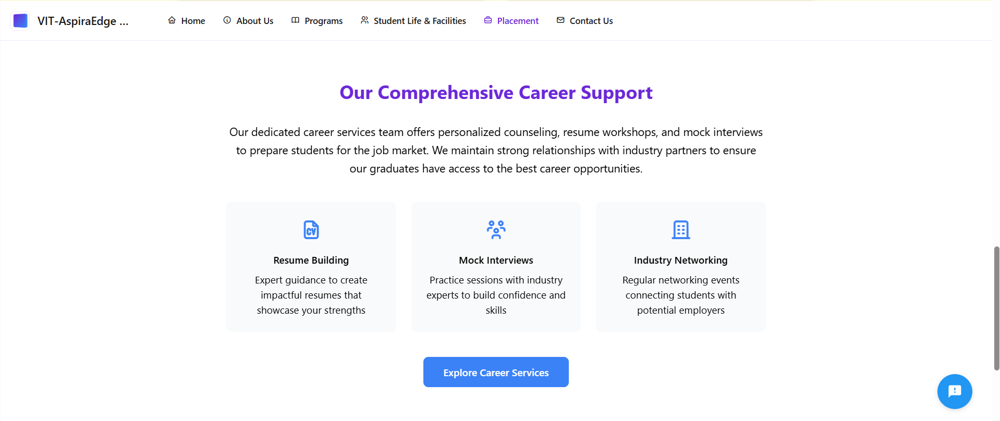 VIT-AspiraEdge ...
Home
About Us
Programs
Student Life & Facilities
Placement
Contact Us
Our Comprehensive Career Support
Our dedicated career services team offers personalized counseling, resume workshops, and mock interviews
to prepare students for the job market. We maintain strong relationships with industry partners to ensure
our graduates have access to the best career opportunities.
CV
Resume Building
Expert guidance to create
impactful resumes that
showcase your strengths
Mock Interviews
Practice sessions with industry
experts to build confidence and
skills
Industry Networking
Regular networking events
connecting students with
potential employers
Explore Career Services